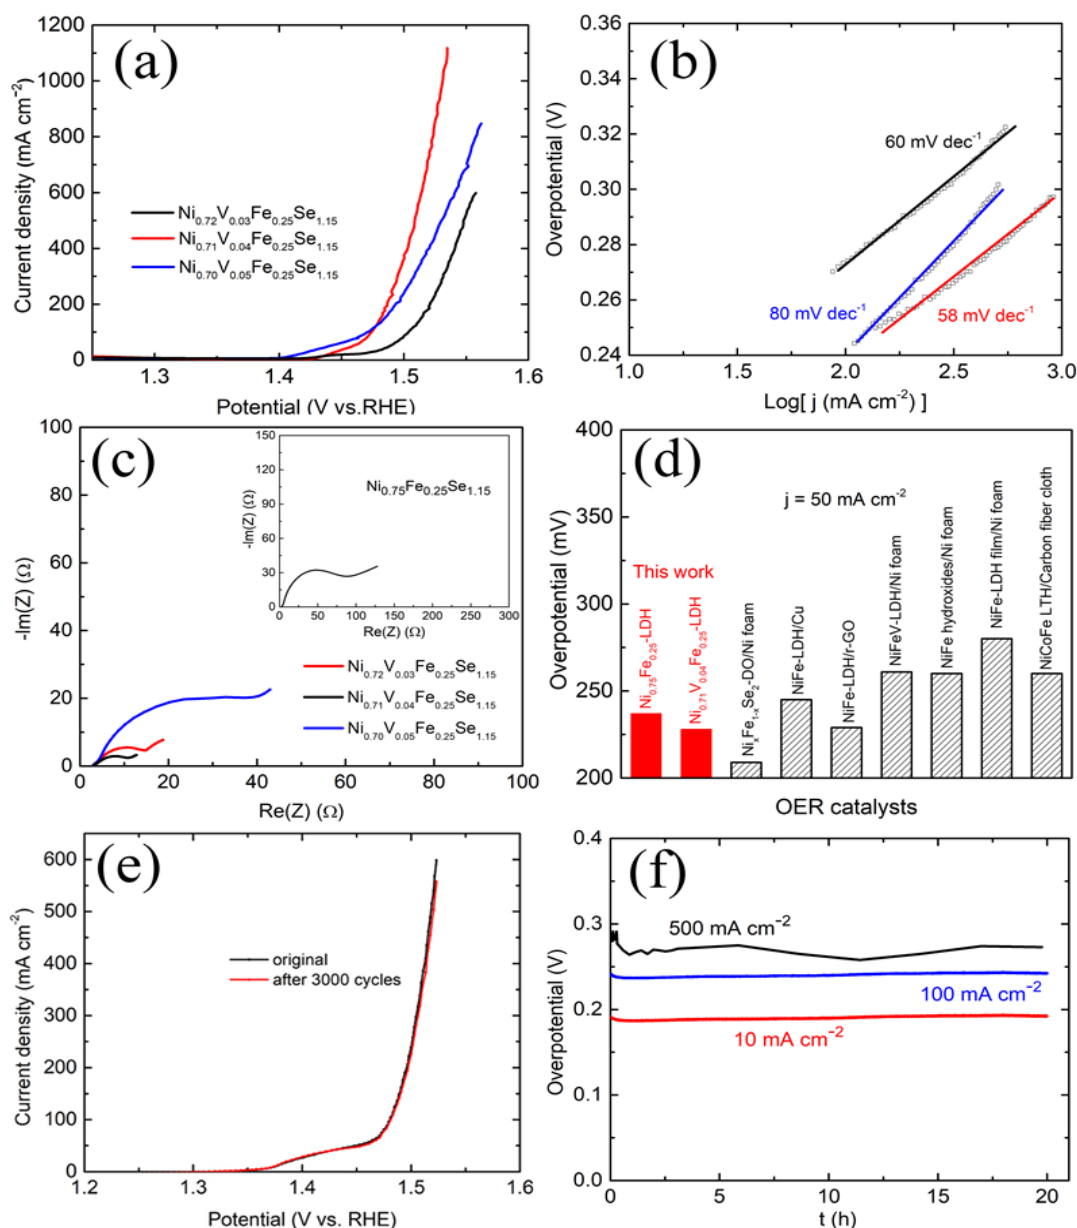 (a)
Current density (mA cm⁻²)
1200
1000
800
600
400
200
0
Ni₀.₇₂V₀.₀₃Fe₀.₂₅Se₁.₁₅
Ni₀.₇₁V₀.₀₄Fe₀.₂₅Se₁.₁₅
Ni₀.₇₀V₀.₀₅Fe₀.₂₅Se₁.₁₅
1.3 1.4 1.5 1.6
Potential (V vs.RHE)
(b)
Overpotential (V)
0.36
0.32
0.30
0.28
0.26
0.24
60 mV dec⁻¹
80 mV dec⁻¹
58 mV dec⁻¹
1.0 1.5 2.0 2.5 3.0
Log[ j (mA cm⁻²) ]
(c)
-Im(Z) (Ω)
100
80
60
40
20
0
-Im(Z) (Ω)
150
120
90
60
30
0
Ni₀.₇₅Fe₀.₂₅Se₁.₁₅
0 50 100 150 200 250 300
Re(Z) (Ω)
Ni₀.₇₂V₀.₀₃Fe₀.₂₅Se₁.₁₅
Ni₀.₇₁V₀.₀₄Fe₀.₂₅Se₁.₁₅
Ni₀.₇₀V₀.₀₅Fe₀.₂₅Se₁.₁₅
0 20 40 60 80 100
Re(Z) (Ω)
(d)
Overpotential (mV)
400
350
300
250
200
j = 50 mA cm⁻²
This work
Ni₀.₇₅Fe₀.₂₅-LDH
Ni₀.₇₁V₀.₀₄Fe₀.₂₅-LDH
NiₓFe₁₋ₓSe₂-DO/Ni foam
NiFe-LDH/Cu
NiFe-LDH/r-GO
NiFeV-LDH/Ni foam
NiFe hydroxides/Ni foam
NiFe-LDH film/Ni foam
NiCoFe LTH/Carbon fiber cloth
OER catalysts
(e)
Current density (mA cm⁻²)
600
500
400
300
200
100
0
original
after 3000 cycles
1.2 1.3 1.4 1.5 1.6
Potential (V vs. RHE)
(f)
Overpotential (V)
0.4
0.3
0.2
0.1
0.0
500 mA cm⁻²
100 mA cm⁻²
10 mA cm⁻²
0 5 10 15 20
t (h)